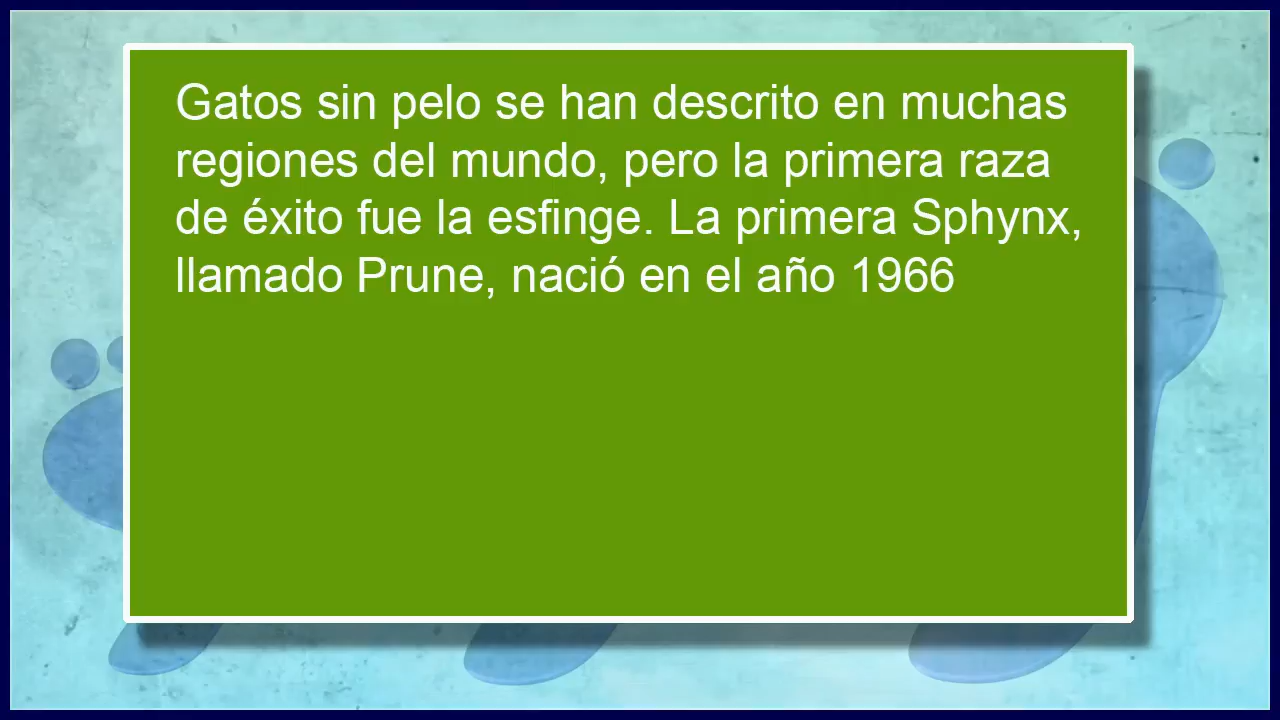 Gatos sin pelo se han descrito en muchas
regiones del mundo, pero la primera raza
de éxito fue la esfinge. La primera Sphynx,
llamado Prune, nació en el año 1966